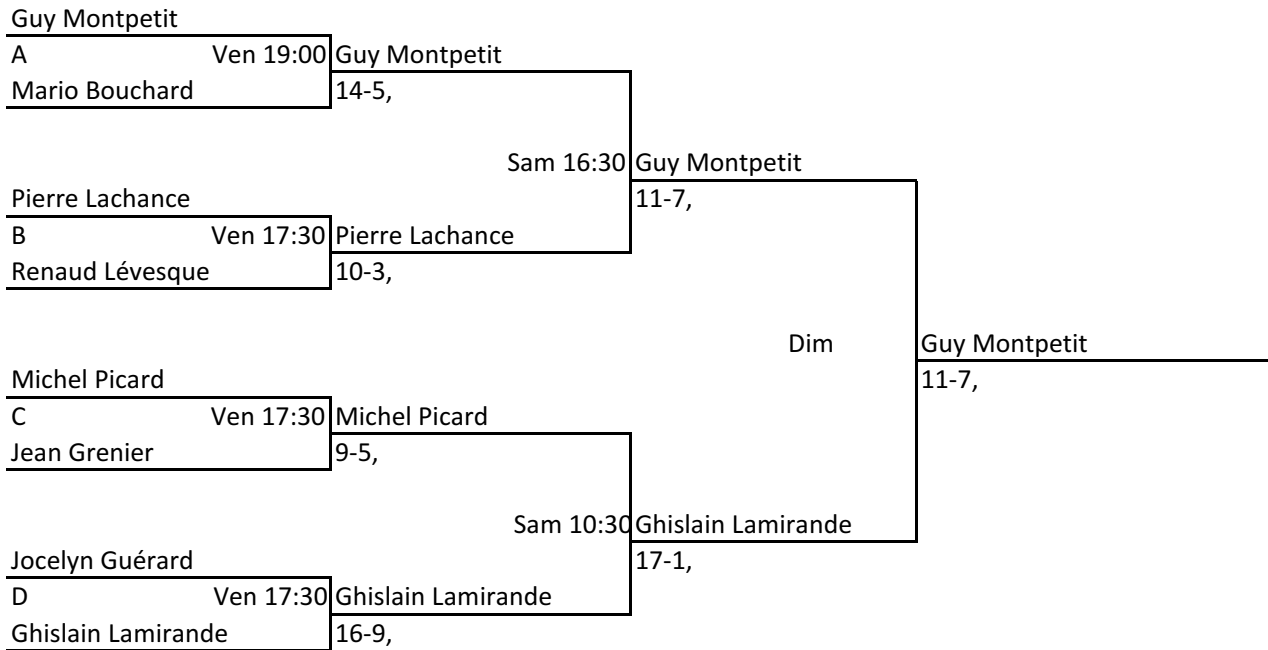 Guy Montpetit
A Ven 19:00 Guy Montpetit
Mario Bouchard 14-5,
Sam 16:30 Guy Montpetit
Pierre Lachance 11-7,
B Ven 17:30 Pierre Lachance
Renaud Lévesque 10-3,
Dim Guy Montpetit
Michel Picard 11-7,
C Ven 17:30 Michel Picard
Jean Grenier 9-5,
Sam 10:30 Ghislain Lamirande
Jocelyn Guérard 17-1,
D Ven 17:30 Ghislain Lamirande
Ghislain Lamirande 16-9,